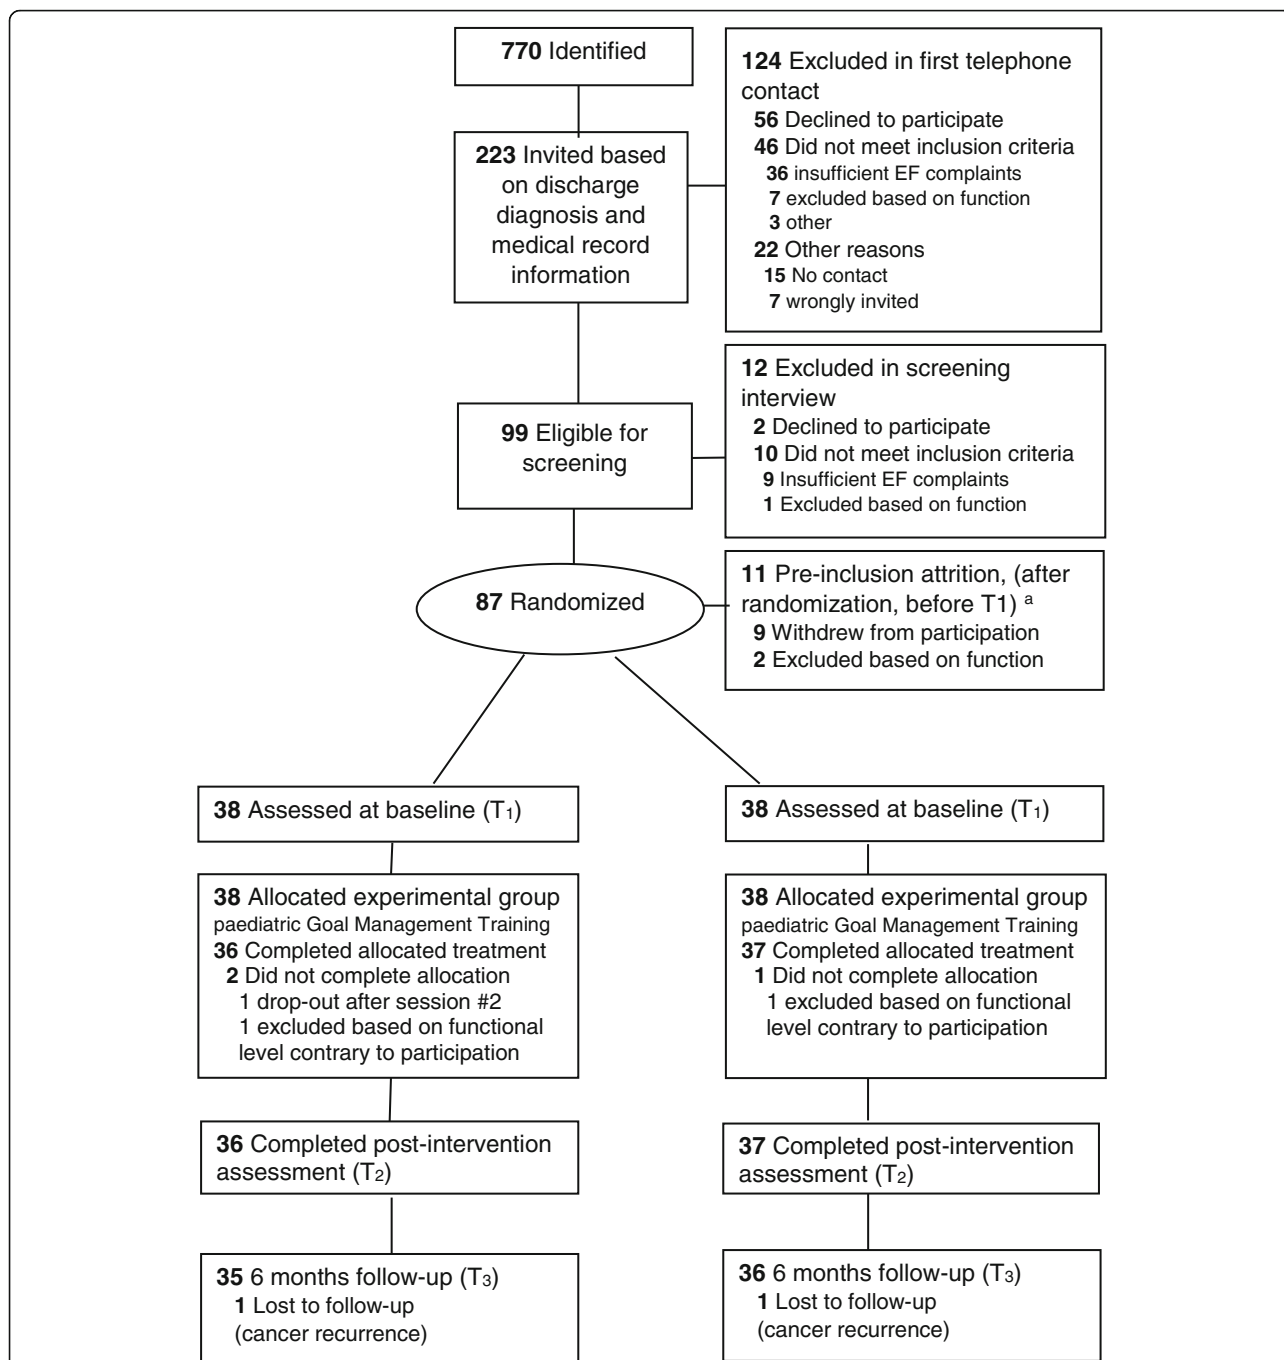 770 Identified
124 Excluded in first telephone
contact
56 Declined to participate
46 Did not meet inclusion criteria
36 insufficient EF complaints
7 excluded based on function
3 other
22 Other reasons
15 No contact
7 wrongly invited
223 Invited based
on discharge
diagnosis and
medical record
information
12 Excluded in screening
interview
2 Declined to participate
10 Did not meet inclusion criteria
9 Insufficient EF complaints
1 Excluded based on function
99 Eligible for
screening
11 Pre-inclusion attrition, (after
randomization, before T1) a
9 Withdrew from participation
2 Excluded based on function
87 Randomized
38 Assessed at baseline (T1)
38 Allocated experimental group
paediatric Goal Management Training
36 Completed allocated treatment
2 Did not complete allocation
1 drop-out after session #2
1 excluded based on functional
level contrary to participation
36 Completed post-intervention
assessment (T2)
35 6 months follow-up (T3)
1 Lost to follow-up
(cancer recurrence)
38 Assessed at baseline (T1)
38 Allocated experimental group
paediatric Goal Management Training
37 Completed allocated treatment
1 Did not complete allocation
1 excluded based on functional
level contrary to participation
37 Completed post-intervention
assessment (T2)
36 6 months follow-up (T3)
1 Lost to follow-up
(cancer recurrence)